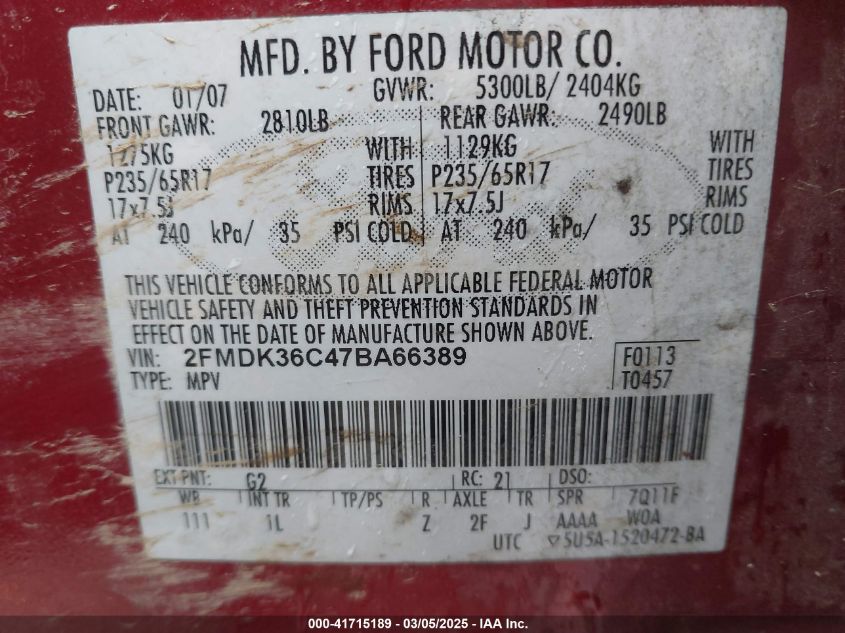 MFD. BY FORD MOTOR CO.
DATE: 01/07 GVWR: 5300LB/ 2404KG
FRONT GAWR: 2810LB REAR GAWR: 2490LB
1275KG WITH 1129KG WITH
P235/65R17 TIRES P235/65R17 TIRES
17x7.5J RIMS 17x7.5J RIMS
AT 240 kPa/ 35 PSI COLD AT 240 kPa/ 35 PSI COLD
THIS VEHICLE CONFORMS TO ALL APPLICABLE FEDERAL MOTOR
VEHICLE SAFETY AND THEFT PREVENTION STANDARDS IN
EFFECT ON THE DATE OF MANUFACTURE SHOWN ABOVE.
VIN: 2FMDK36C47BA66389 F0113
TYPE: MPV T0457
EXT PNT: G2 RC: 21 DSO:
WB INT TR TP/PS R AXLE TR SPR 7Q11F
111 1L Z 2F J AAAA WOA
UTC ▽5U5A-1520472-BA
000-41715189 - 03/05/2025 - IAAI Inc.